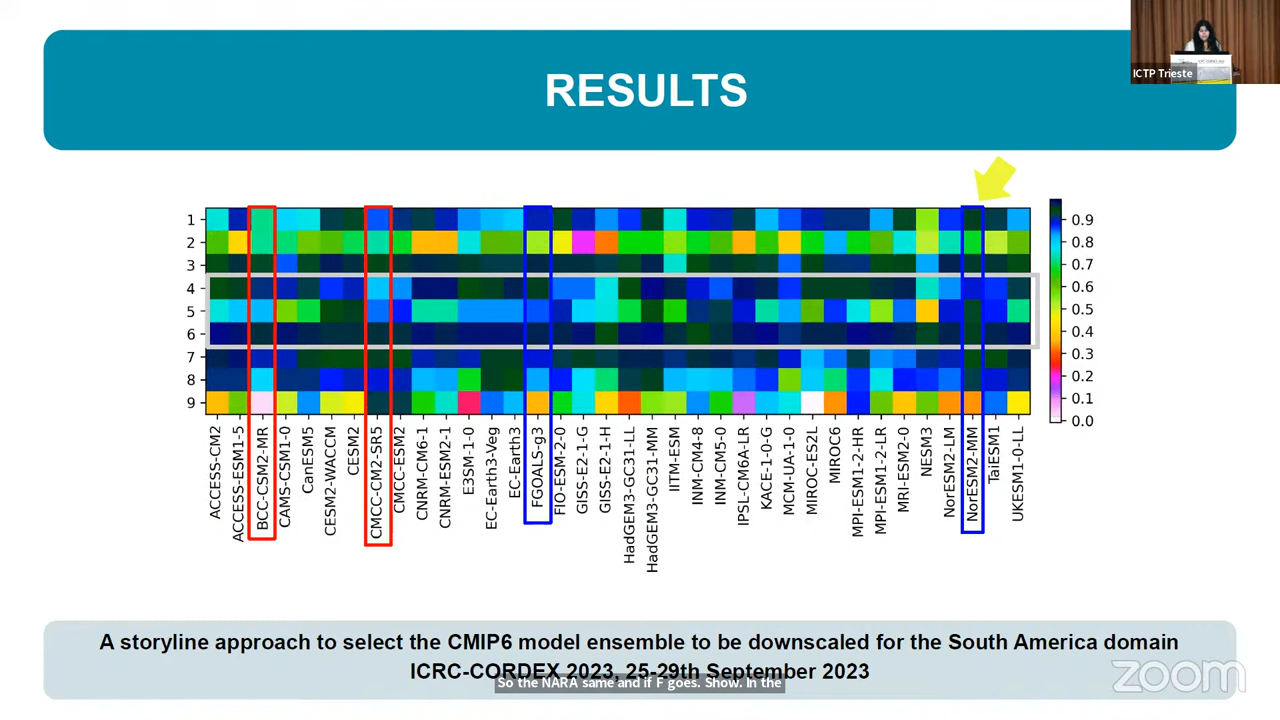 RESULTS
ICTP Trieste
1
2
3
4
5
6
7
8
9
0.9
0.8
0.7
0.6
0.5
0.4
0.3
0.2
0.1
0.0
ACCESS-CM2
ACCESS-ESM1-5
BCC-CSM2-MR
CAMS-CSM1-0
CanESM5
CESM2-WACCM
CESM2
CMCC-CM2-SR5
CMCC-ESM2
CNRM-CM6-1
CNRM-ESM2-1
E3SM-1-0
EC-Earth3-Veg
EC-Earth3
FGOALS-g3
FIO-ESM-2-0
GISS-E2-1-G
GISS-E2-1-H
HadGEM3-GC31-LL
HadGEM3-GC31-MM
IITM-ESM
INM-CM4-8
INM-CM5-0
IPSL-CM6A-LR
KACE-1-0-G
MCM-UA-1-0
MIROC-ES2L
MIROC6
MPI-ESM1-2-HR
MPI-ESM1-2-LR
MRI-ESM2-0
NESM3
NorESM2-LM
NorESM2-MM
TaiESM1
UKESM1-0-LL
A storyline approach to select the CMIP6 model ensemble to be downscaled for the South America domain
ICRC-CORDEX 2023, 25-29th September 2023
So the NARA same and if F goes. Show. In the
zoom